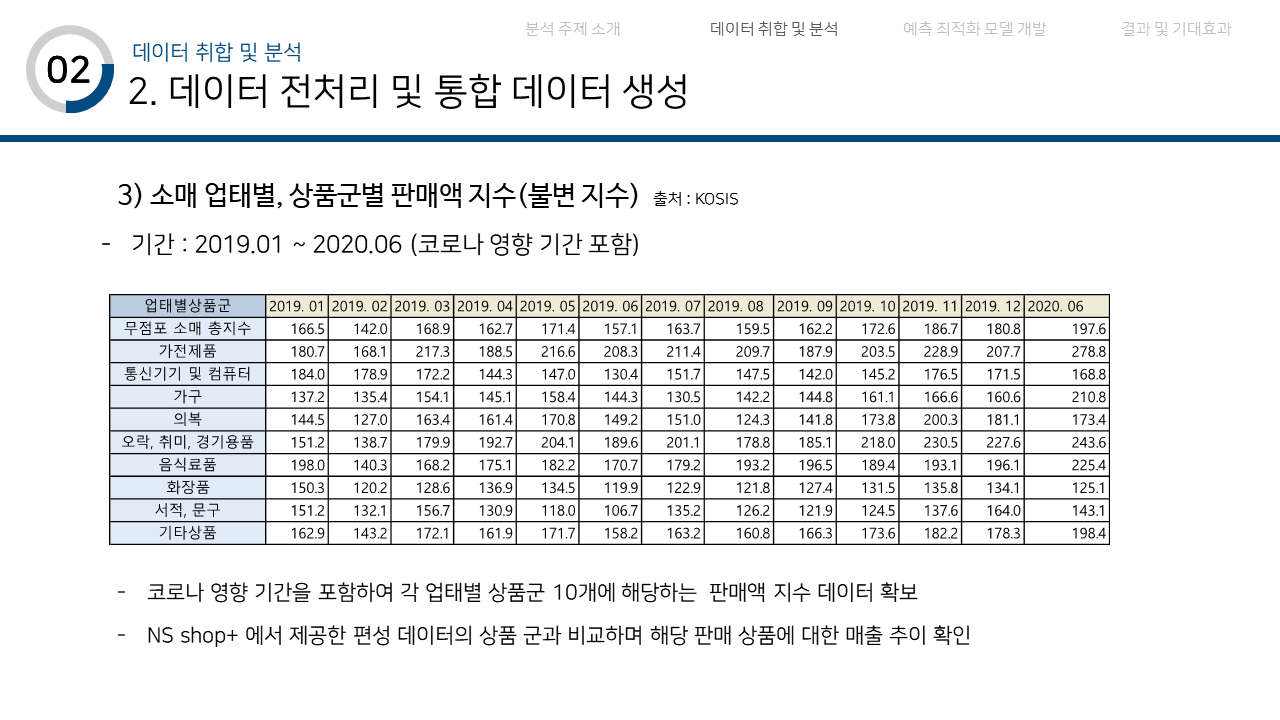 분석 주제 소개 데이터 취합 및 분석 예측 최적화 모델 개발 결과 및 기대효과
02
데이터 취합 및 분석
2. 데이터 전처리 및 통합 데이터 생성
3) 소매 업태별, 상품군별 판매액 지수(불변 지수) 출처 : KOSIS
- 기간 : 2019.01 ~ 2020.06 (코로나 영향 기간 포함)
업태별상품군 2019. 01 2019. 02 2019. 03 2019. 04 2019. 05 2019. 06 2019. 07 2019. 08 2019. 09 2019. 10 2019. 11 2019. 12 2020. 06
무점포 소매 총지수 166.5 142.0 168.9 162.7 171.4 157.1 163.7 159.5 162.2 172.6 186.7 180.8 197.6
가전제품 180.7 168.1 217.3 188.5 216.6 208.3 211.4 209.7 187.9 203.5 228.9 207.7 278.8
통신기기 및 컴퓨터 184.0 178.9 172.2 144.3 147.0 130.4 151.7 147.5 142.0 145.2 176.5 171.5 168.8
가구 137.2 135.4 154.1 145.1 158.4 144.3 130.5 142.2 144.8 161.1 166.6 160.6 210.8
의복 144.5 127.0 163.4 161.4 170.8 149.2 151.0 124.3 141.8 173.8 200.3 181.1 173.4
오락, 취미, 경기용품 151.2 138.7 179.9 192.7 204.1 189.6 201.1 178.8 185.1 218.0 230.5 227.6 243.6
음식료품 198.0 140.3 168.2 175.1 182.2 170.7 179.2 193.2 196.5 189.4 193.1 196.1 225.4
화장품 150.3 120.2 128.6 136.9 134.5 119.9 122.9 121.8 127.4 131.5 135.8 134.1 125.1
서적, 문구 151.2 132.1 156.7 130.9 118.0 106.7 135.2 126.2 121.9 124.5 137.6 164.0 143.1
기타상품 162.9 143.2 172.1 161.9 171.7 158.2 163.2 160.8 166.3 173.6 182.2 178.3 198.4
- 코로나 영향 기간을 포함하여 각 업태별 상품군 10개에 해당하는 판매액 지수 데이터 확보
- NS shop+ 에서 제공한 편성 데이터의 상품 군과 비교하며 해당 판매 상품에 대한 매출 추이 확인